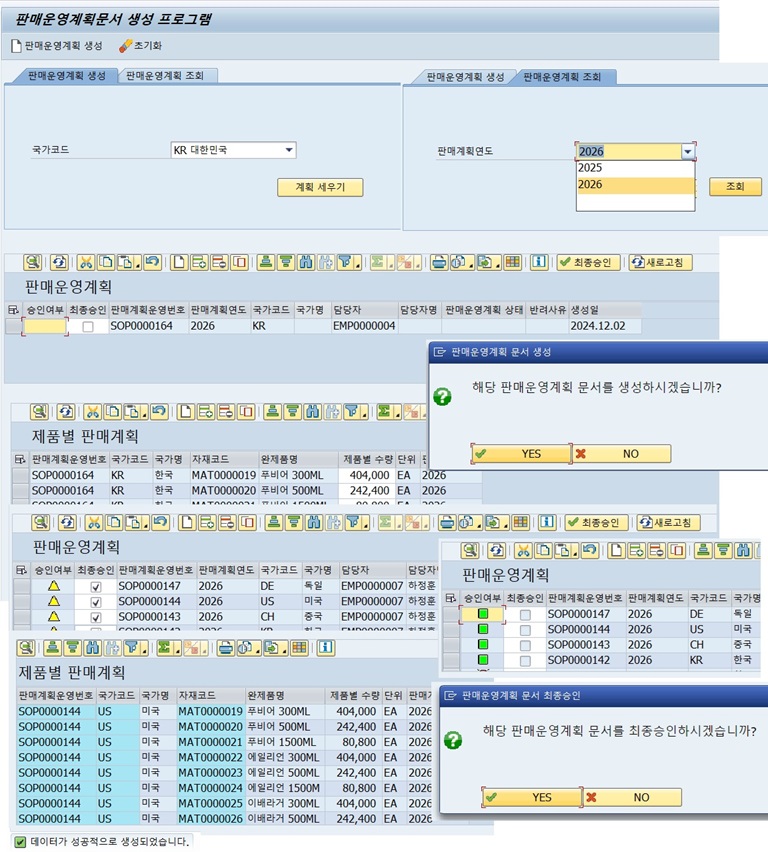 판매운영계획문서 생성 프로그램
판매운영계획 생성 초기화
판매운영계획 생성 판매운영계획 조회
국가코드 KR 대한민국
계획 세우기
판매운영계획 생성 판매운영계획 조회
판매계획연도 2026
2025
2026
조회
최종승인 새로고침
판매운영계획
승인여부 최종승인 판매계획운영번호 판매계획연도 국가코드 국가명 담당자 담당자명 판매운영계획 상태 반려사유 생성일
SOP0000164 2026 KR EMP0000004 2024.12.02
판매운영계획 문서 생성
해당 판매운영계획 문서를 생성하시겠습니까?
YES NO
제품별 판매계획
판매계획운영번호 국가코드 국가명 자재코드 완제품명 제품별 수량 단위
SOP0000164 KR 한국 MAT0000019 푸비어 300ML 404,000 EA 2026
SOP0000164 KR 한국 MAT0000020 푸비어 500ML 242,400 EA 2026
최종승인 새로고침
판매운영계획
승인여부 최종승인 판매계획운영번호 판매계획연도 국가코드 국가명 담당자 담당자명
SOP0000147 2026 DE 독일 EMP0000007 하정훈
SOP0000144 2026 US 미국 EMP0000007 하정훈
SOP0000143 2026 CH 중국 EMP0000007 하정훈
판매운영계획
승인여부 최종승인 판매계획운영번호 판매계획연도 국가코드 국가명
SOP0000147 2026 DE 독일
SOP0000144 2026 US 미국
SOP0000143 2026 CH 중국
SOP0000142 2026 KR 한국
제품별 판매계획
판매계획운영번호 국가코드 국가명 자재코드 완제품명 제품별 수량 단위
SOP0000144 US 미국 MAT0000019 푸비어 300ML 404,000 EA 2026
SOP0000144 US 미국 MAT0000020 푸비어 500ML 242,400 EA 2026
SOP0000144 US 미국 MAT0000021 푸비어 1500ML 80,800 EA 2026
SOP0000144 US 미국 MAT0000022 에일리언 300ML 404,000 EA 2026
SOP0000144 US 미국 MAT0000023 에일리언 500ML 242,400 EA 2026
SOP0000144 US 미국 MAT0000024 에일리언 1500M 80,800 EA 2026
SOP0000144 US 미국 MAT0000025 이배라거 300ML 404,000 EA 2026
SOP0000144 US 미국 MAT0000026 이배라거 500ML 242,400 EA 2026
판매운영계획 문서 최종승인
해당 판매운영계획 문서를 최종승인하시겠습니까?
YES NO
데이터가 성공적으로 생성되었습니다.